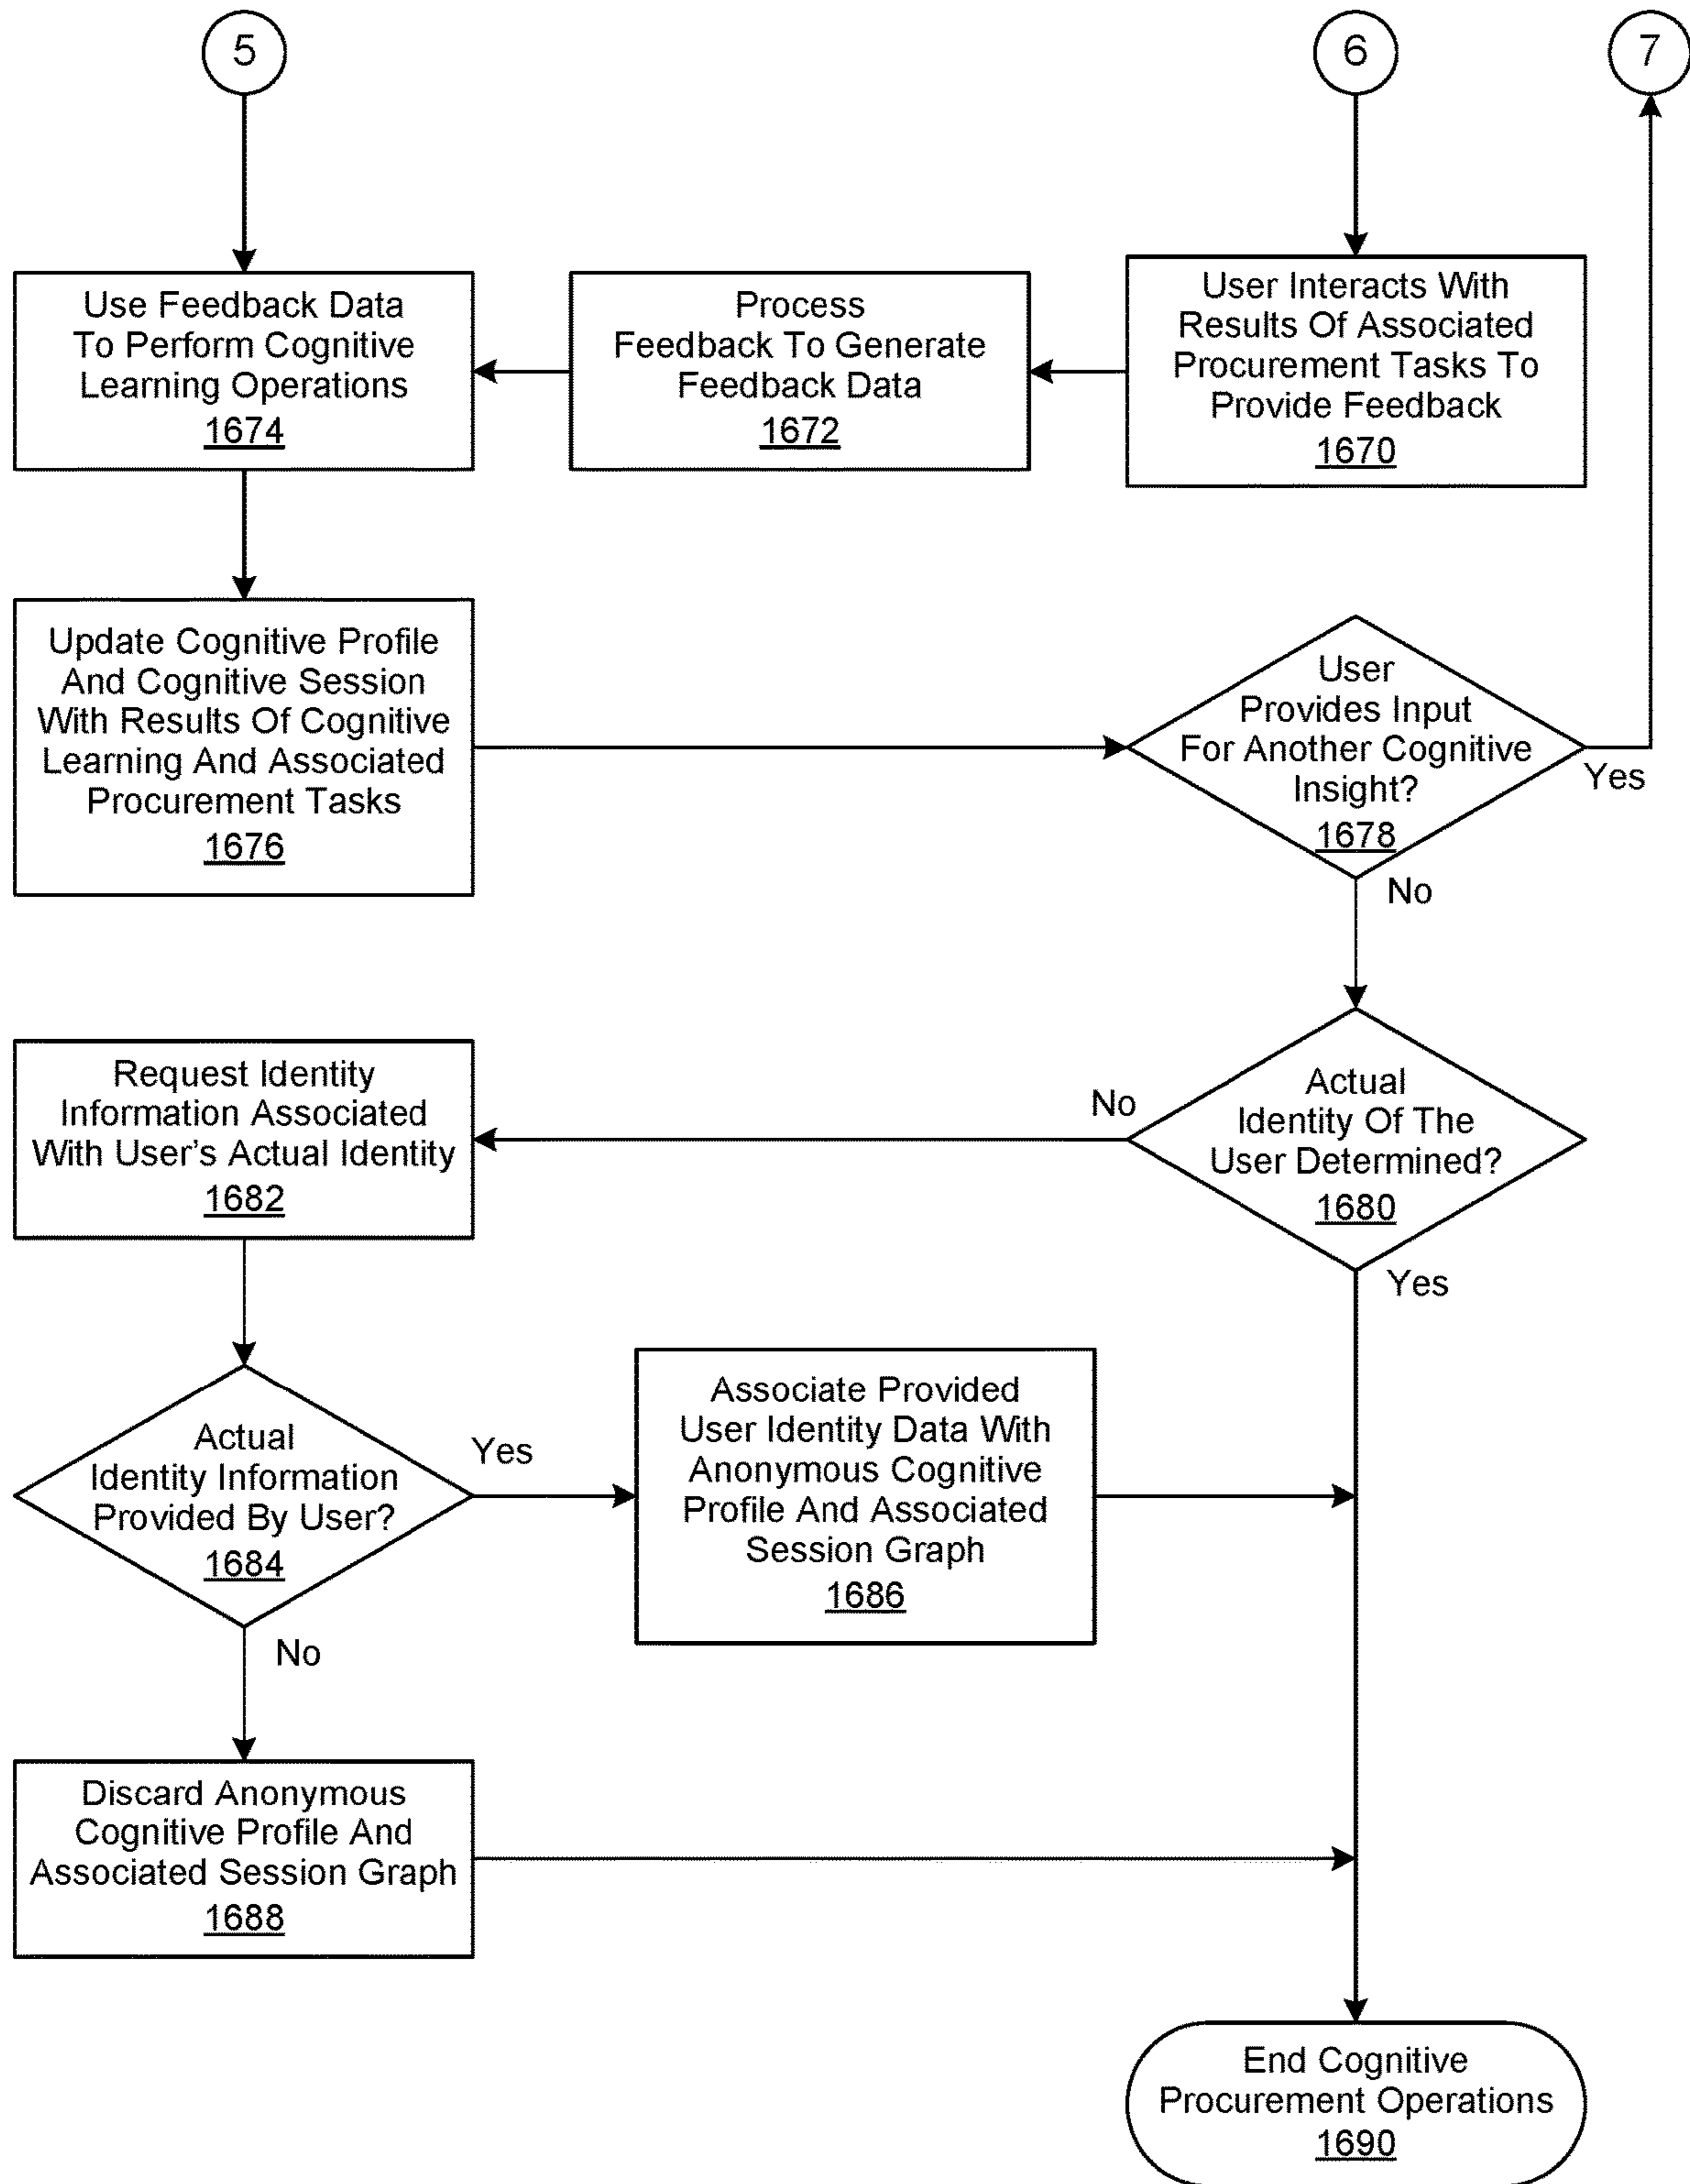 5
6
7
Use Feedback Data
To Perform Cognitive
Learning Operations
1674
Process
Feedback To Generate
Feedback Data
1672
User Interacts With
Results Of Associated
Procurement Tasks To
Provide Feedback
1670
Update Cognitive Profile
And Cognitive Session
With Results Of Cognitive
Learning And Associated
Procurement Tasks
1676
User
Provides Input
For Another Cognitive
Insight?
1678
Yes
No
Request Identity
Information Associated
With User's Actual Identity
1682
No
Actual
Identity Of The
User Determined?
1680
Yes
Actual
Identity Information
Provided By User?
1684
Yes
No
Associate Provided
User Identity Data With
Anonymous Cognitive
Profile And Associated
Session Graph
1686
Discard Anonymous
Cognitive Profile And
Associated Session Graph
1688
End Cognitive
Procurement Operations
1690